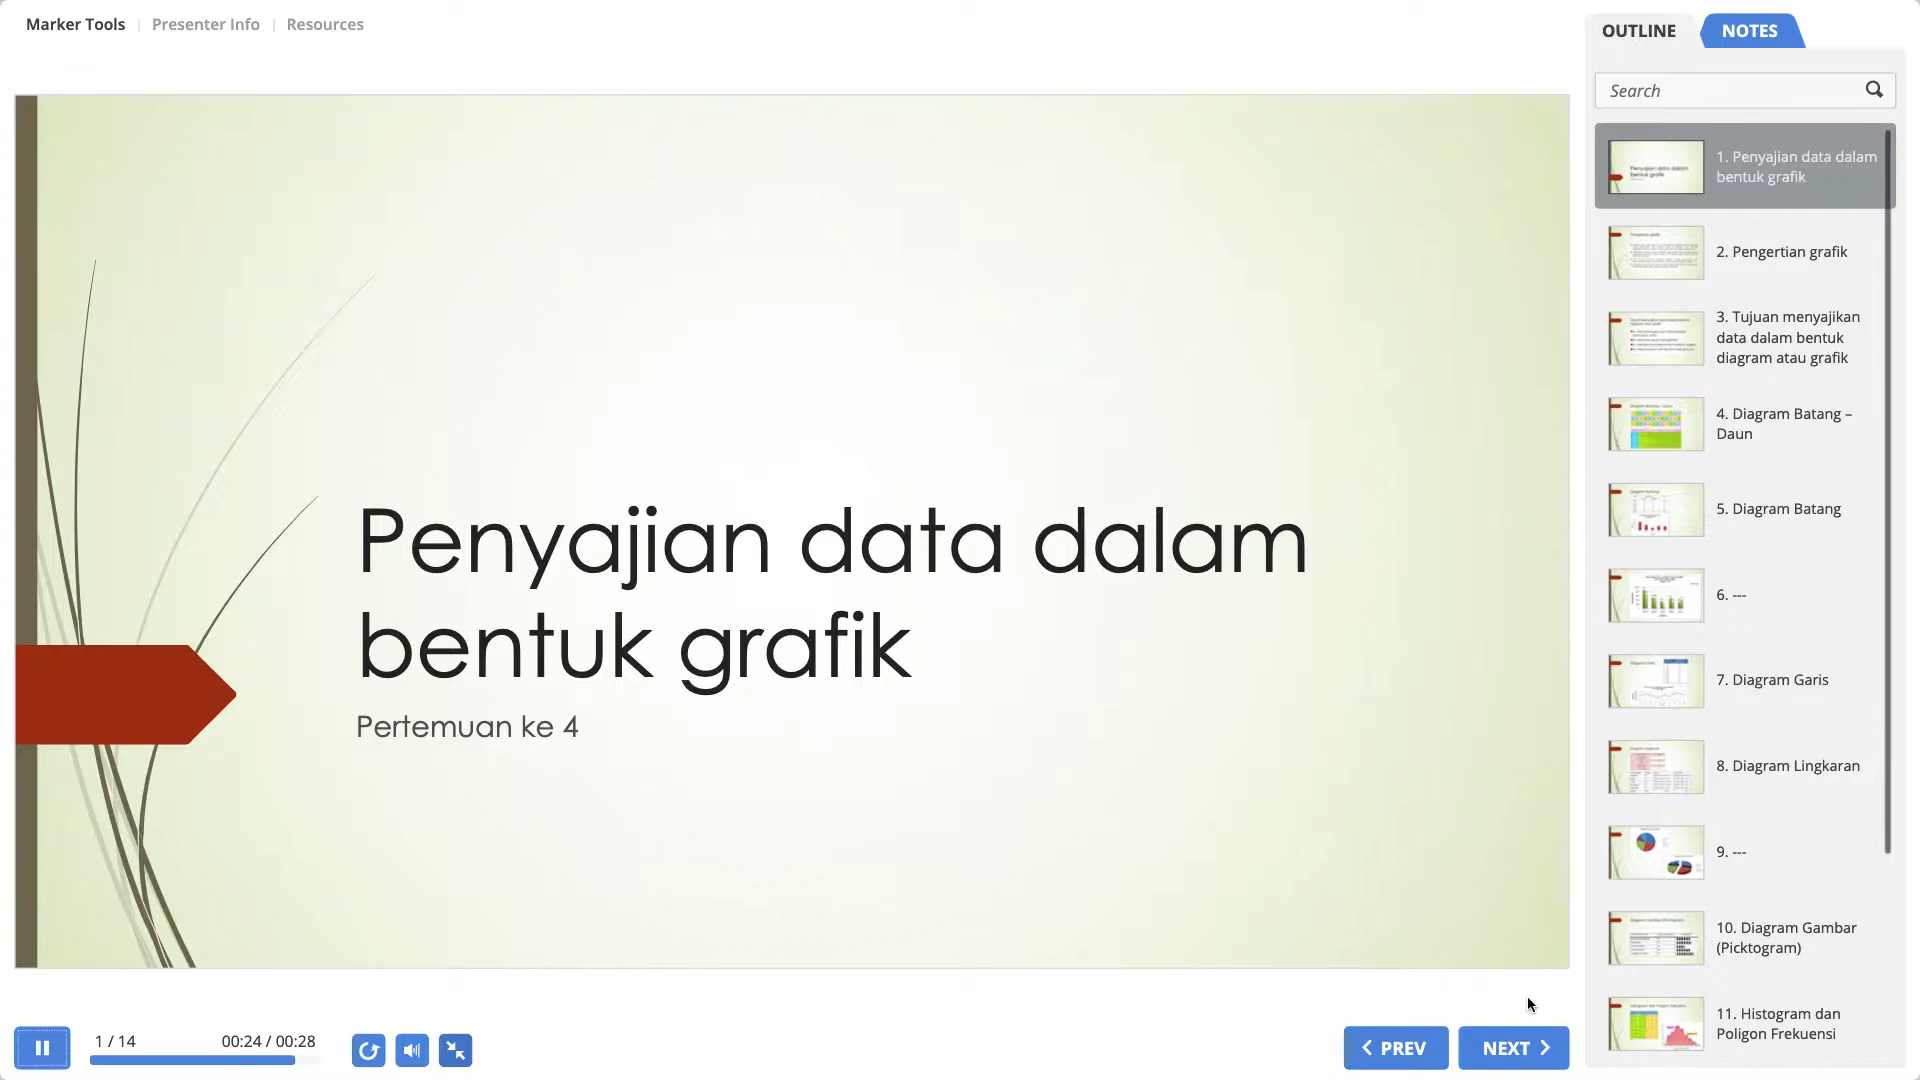 Marker Tools
Presenter Info
Resources
OUTLINE
NOTES
Search
Penyajian data dalam
bentuk grafik
Pertemuan ke 4
1. Penyajian data dalam
bentuk grafik
2. Pengertian grafik
3. Tujuan menyajikan
data dalam bentuk
diagram atau grafik
4. Diagram Batang –
Daun
5. Diagram Batang
6. ---
7. Diagram Garis
8. Diagram Lingkaran
9. ---
10. Diagram Gambar
(Picktogram)
11. Histogram dan
Poligon Frekuensi
1 / 14
00:24 / 00:28
PREV
NEXT